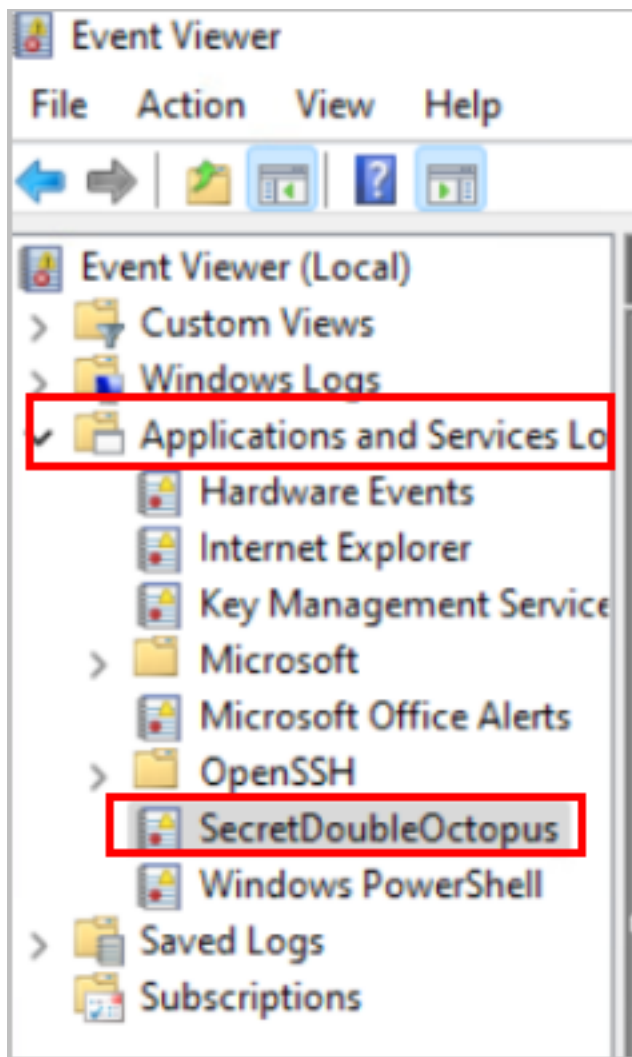 Event Viewer
File Action View Help
Event Viewer (Local)
Custom Views
Windows Logs
Applications and Services Lo
Hardware Events
Internet Explorer
Key Management Service
Microsoft
Microsoft Office Alerts
OpenSSH
SecretDoubleOctopus
Windows PowerShell
Saved Logs
Subscriptions